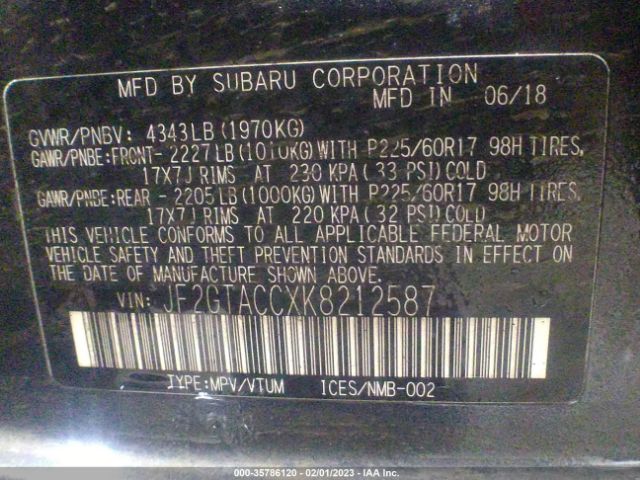 MFD BY SUBARU CORPORATION
MFD IN 06/18
GVWR/PNBV: 4343LB(1970KG)
GAWR/PNBE:FRONT-2227LB(1010KG)WITH P225/60R17 98H TIRES,
17X7J RIMS AT 230 KPA(33 PSI)COLD
GAWR/PNBE:REAR -2205LB(1000KG)WITH P225/60R17 98H TIRES,
17X7J RIMS AT 220 KPA(32 PSI)COLD
THIS VEHICLE CONFORMS TO ALL APPLICABLE FEDERAL MOTOR
VEHICLE SAFETY AND THEFT PREVENTION STANDARDS IN EFFECT ON
THE DATE OF MANUFACTURE SHOWN ABOVE.
VIN: JF2GTACCXK8212587
TYPE:MPV/VTUM ICES/NMB-002
000-35786120 - 02/01/2023 - IAA Inc.